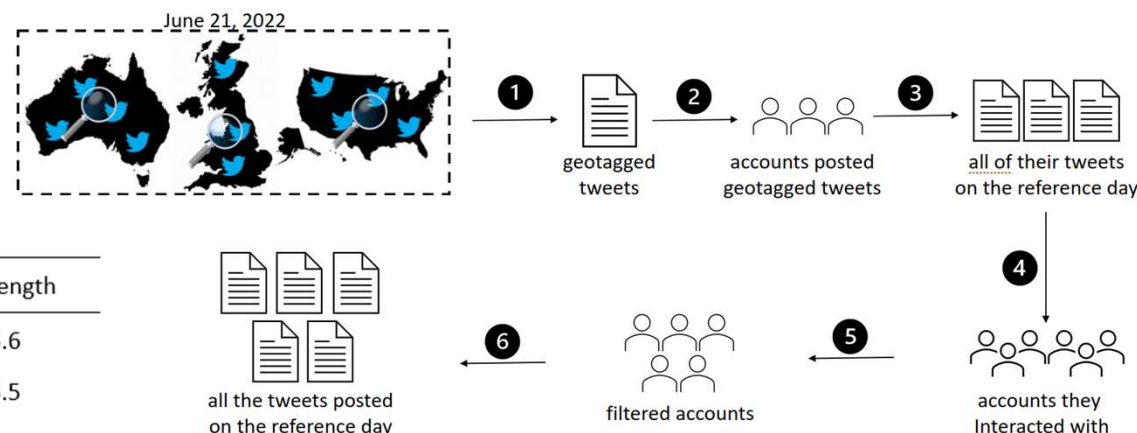 June 21, 2022
1
2
3
geotagged
tweets
accounts posted
geotagged tweets
all of their tweets
on the reference day
4
5
6
accounts they
Interacted with
filtered accounts
all the tweets posted
on the reference day
.6
.5